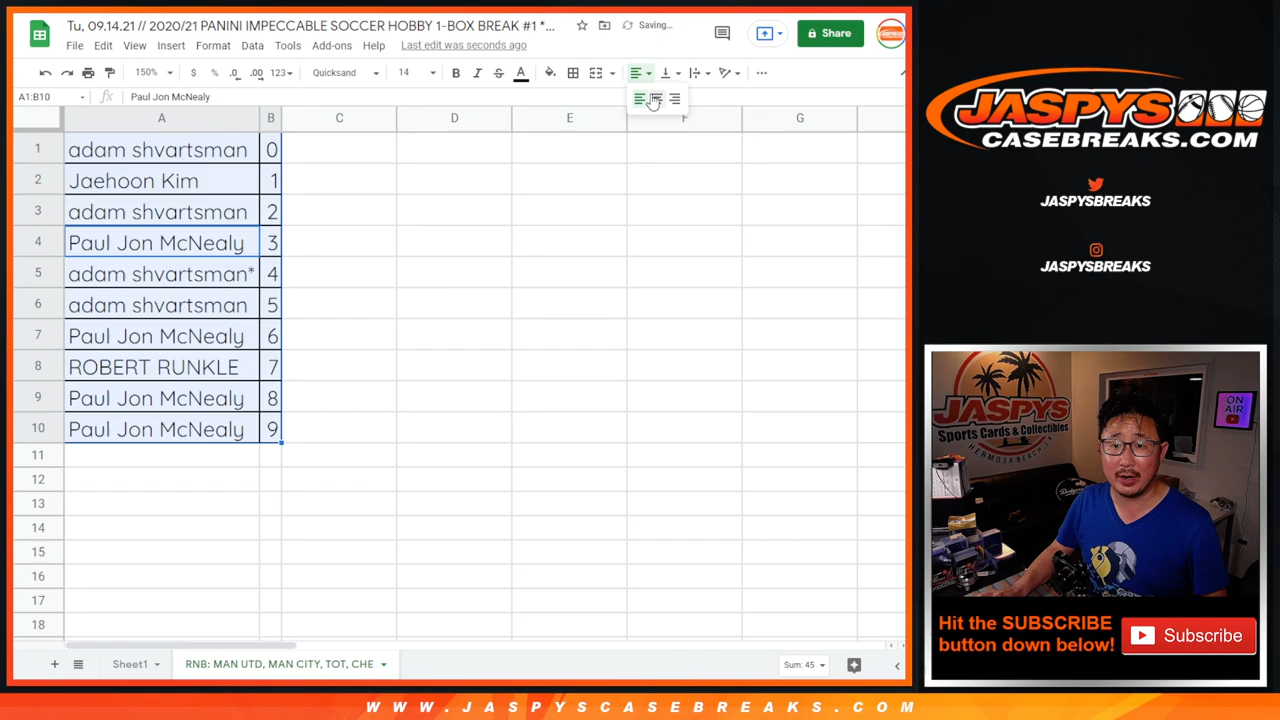 Tu, 09.14.21 // 2020/21 PANINI IMPECCABLE SOCCER HOBBY 1-BOX BREAK #1 *...
Saving...
Share
File Edit View Insert Format Data Tools Add-ons Help Last edit was seconds ago
150% $ % .0 .00 123 Quicksand 14 B I S A
A1:B10 fx Paul Jon McNealy
A B C D E F G
1 adam shvartsman 0
2 Jaehoon Kim 1
3 adam shvartsman 2
4 Paul Jon McNealy 3
5 adam shvartsman* 4
6 adam shvartsman 5
7 Paul Jon McNealy 6
8 ROBERT RUNKLE 7
9 Paul Jon McNealy 8
10 Paul Jon McNealy 9
11
12
13
14
15
16
17
18
Sheet1 RNB: MAN UTD, MAN CITY, TOT, CHE Sum: 45
JASPYS
CASEBREAKS.COM
JASPYSBREAKS
JASPYSBREAKS
JASPYS
Sports Cards & Collectibles
HERMOSA BEACH, CA
ON AIR
Dodgers
Hit the SUBSCRIBE
button down below!
Subscribe
WWW.JASPYSCASEBREAKS.COM